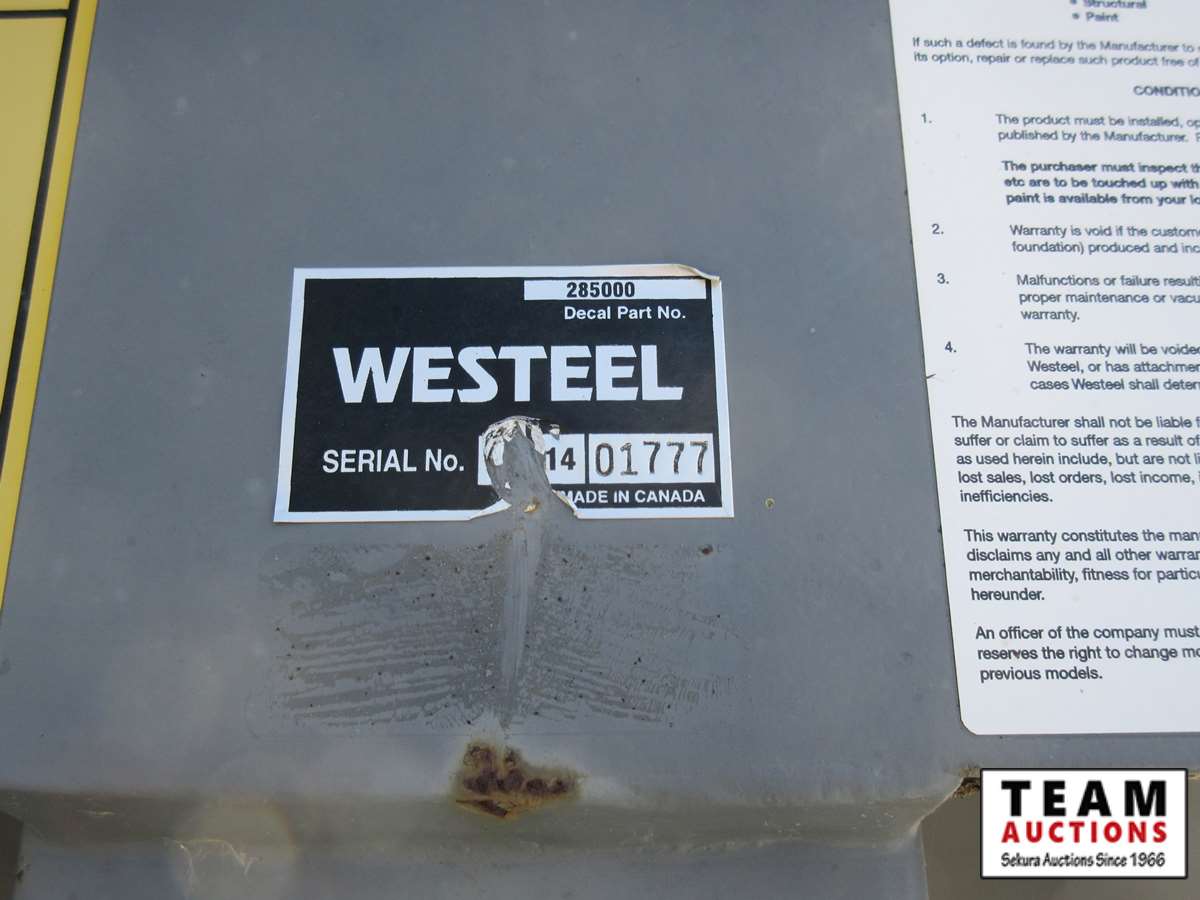 285000
Decal Part No.
WESTEEL
SERIAL No. 14 01777
MADE IN CANADA
• Structural
• Paint
If such a defect is found by the Manufacturer to
its option, repair or replace such product free of
CONDITIO
1. The product must be installed, op
published by the Manufacturer.
The purchaser must inspect th
etc are to be touched up with
paint is available from your lo
2. Warranty is void if the custome
foundation) produced and inc
3. Malfunctions or failure resulti
proper maintenance or vacu
warranty.
4. The warranty will be voided
Westeel, or has attachmen
cases Westeel shall deter
The Manufacturer shall not be liable f
suffer or claim to suffer as a result of
as used herein include, but are not li
lost sales, lost orders, lost income,
inefficiencies.
This warranty constitutes the man
disclaims any and all other warran
merchantability, fitness for particu
hereunder.
An officer of the company must
reserves the right to change mo
previous models.
TEAM
AUCTIONS
Sekura Auctions Since 1966